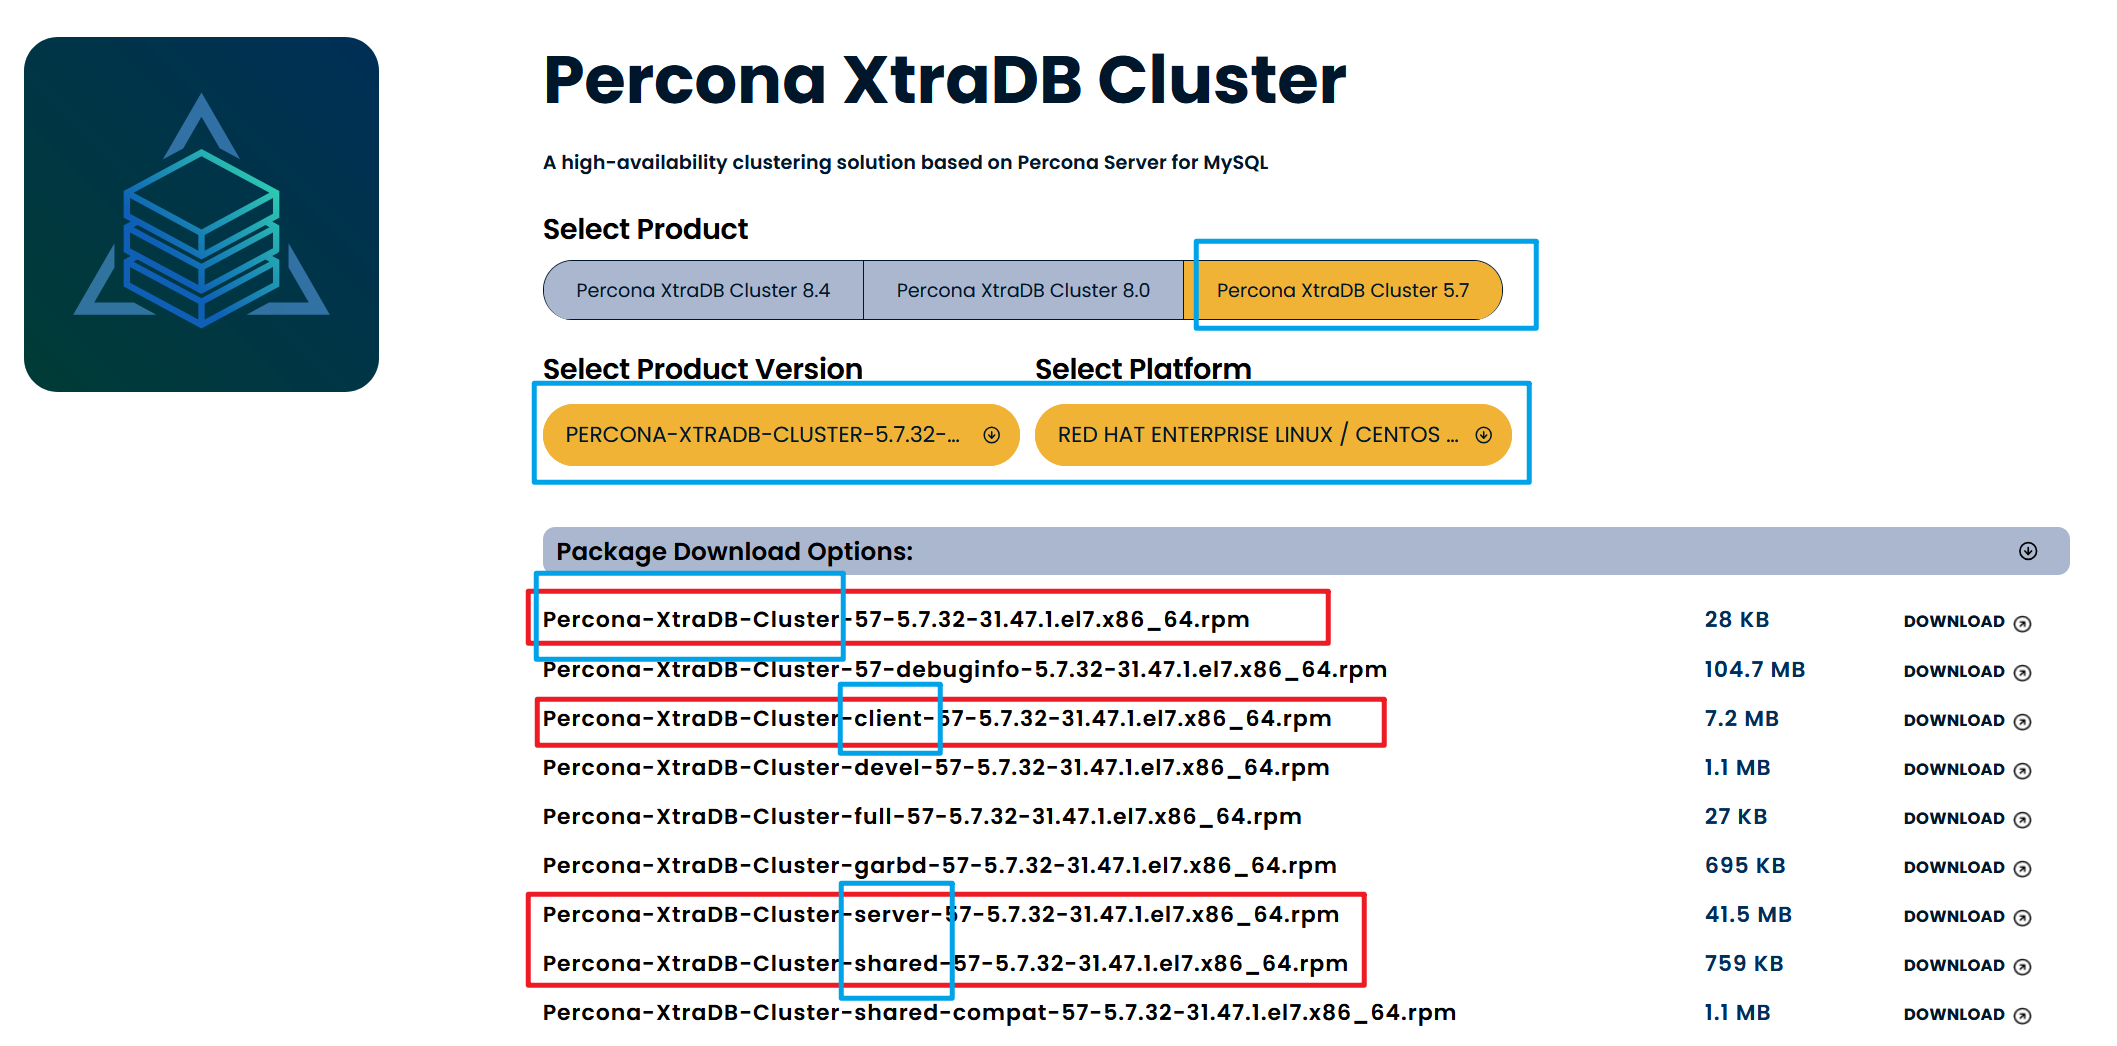 Percona XtraDB Cluster
A high-availability clustering solution based on Percona Server for MySQL
Select Product
Percona XtraDB Cluster 8.4 Percona XtraDB Cluster 8.0 Percona XtraDB Cluster 5.7
Select Product Version Select Platform
PERCONA-XTRADB-CLUSTER-5.7.32-... RED HAT ENTERPRISE LINUX / CENTOS ...
Package Download Options:
Percona-XtraDB-Cluster-57-5.7.32-31.47.1.el7.x86_64.rpm 28 KB DOWNLOAD
Percona-XtraDB-Cluster-57-debuginfo-5.7.32-31.47.1.el7.x86_64.rpm 104.7 MB DOWNLOAD
Percona-XtraDB-Cluster-client-57-5.7.32-31.47.1.el7.x86_64.rpm 7.2 MB DOWNLOAD
Percona-XtraDB-Cluster-devel-57-5.7.32-31.47.1.el7.x86_64.rpm 1.1 MB DOWNLOAD
Percona-XtraDB-Cluster-full-57-5.7.32-31.47.1.el7.x86_64.rpm 27 KB DOWNLOAD
Percona-XtraDB-Cluster-garbd-57-5.7.32-31.47.1.el7.x86_64.rpm 695 KB DOWNLOAD
Percona-XtraDB-Cluster-server-57-5.7.32-31.47.1.el7.x86_64.rpm 41.5 MB DOWNLOAD
Percona-XtraDB-Cluster-shared-57-5.7.32-31.47.1.el7.x86_64.rpm 759 KB DOWNLOAD
Percona-XtraDB-Cluster-shared-compat-57-5.7.32-31.47.1.el7.x86_64.rpm 1.1 MB DOWNLOAD